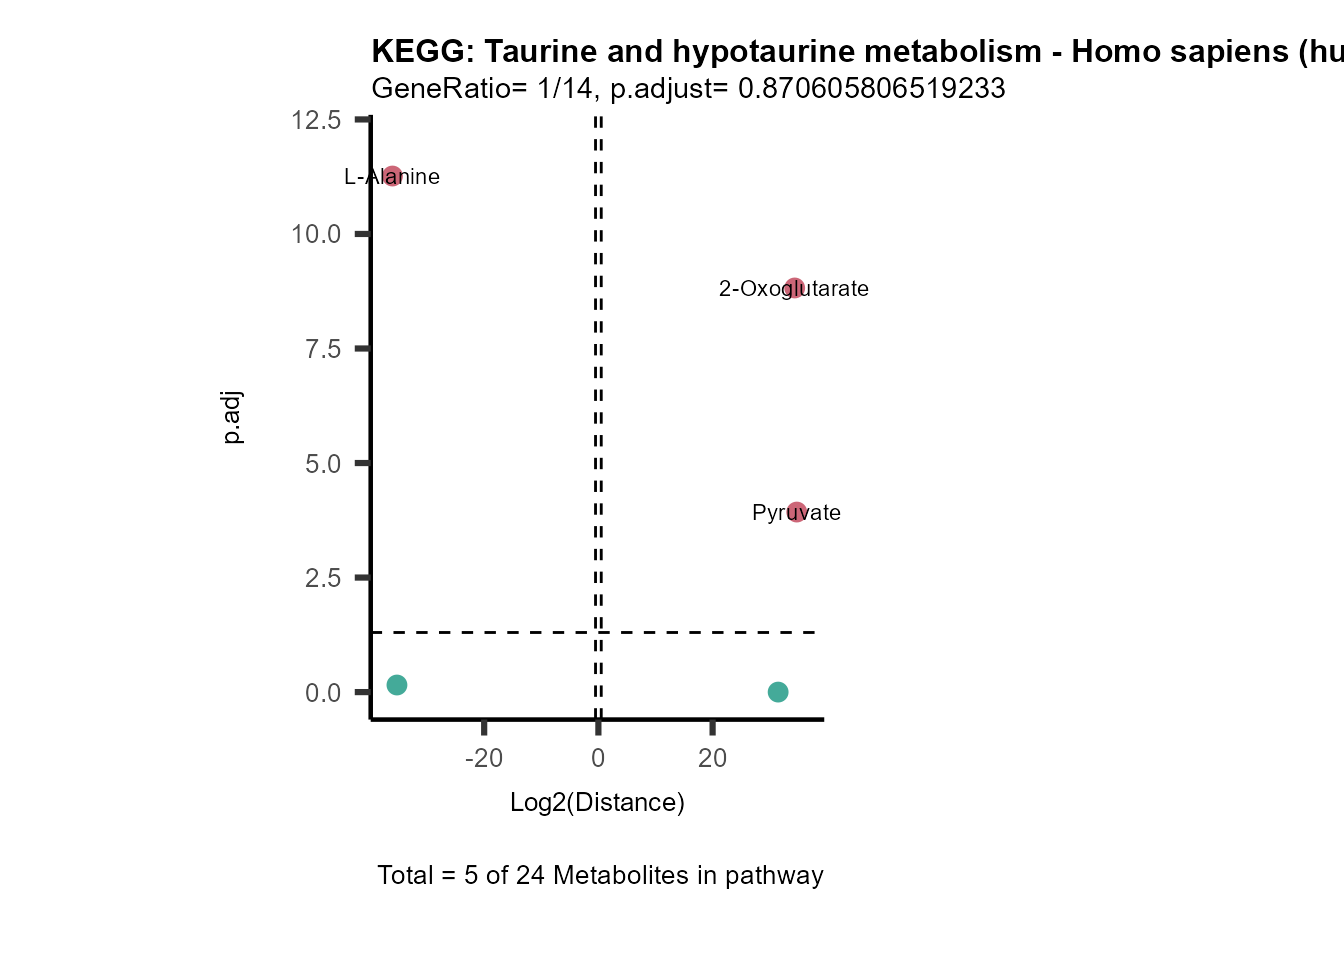 KEGG: Taurine and hypotaurine metabolism - Homo sapiens (hu
GeneRatio= 1/14, p.adjust= 0.870605806519233
12.5
L-Alanine
10.0
2-Oxoglutarate
7.5
p.adj
5.0
Pyruvate
2.5
0.0
-20 0 20
Log2(Distance)
Total = 5 of 24 Metabolites in pathway